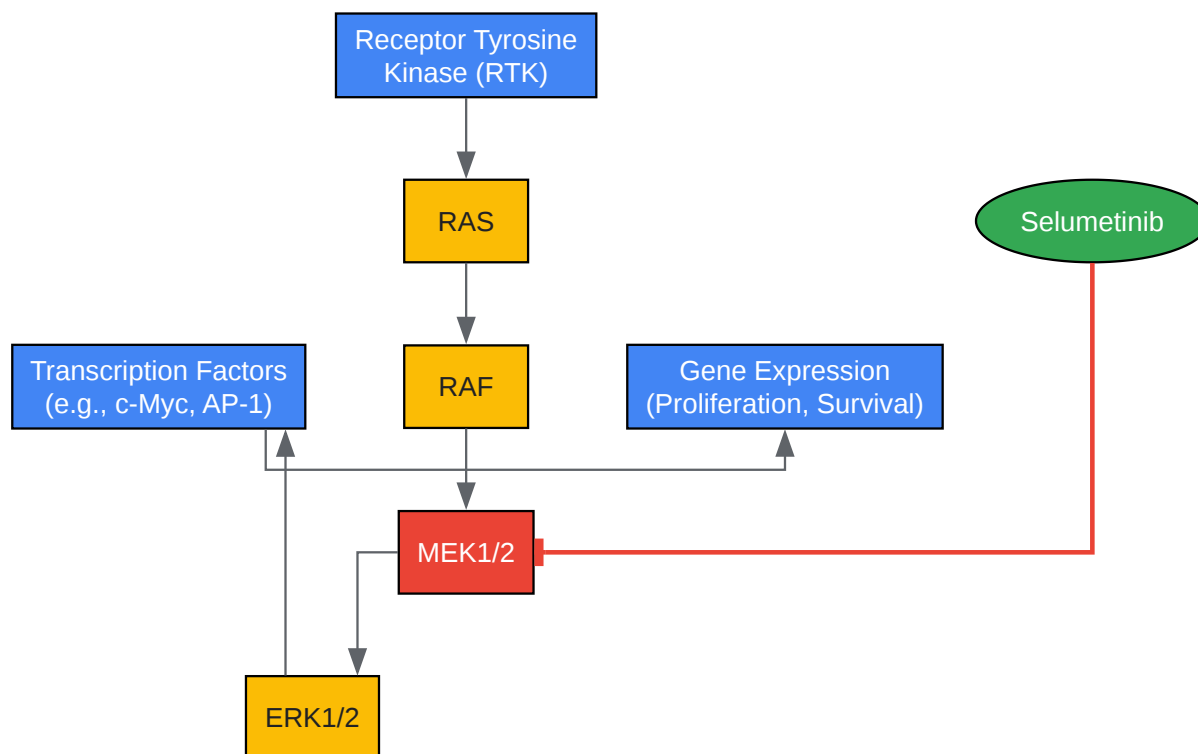 Receptor Tyrosine
Kinase (RTK)
RAS
Selumetinib
Transcription Factors
(e.g., c-Myc, AP-1)
RAF
Gene Expression
(Proliferation, Survival)
MEK1/2
ERK1/2